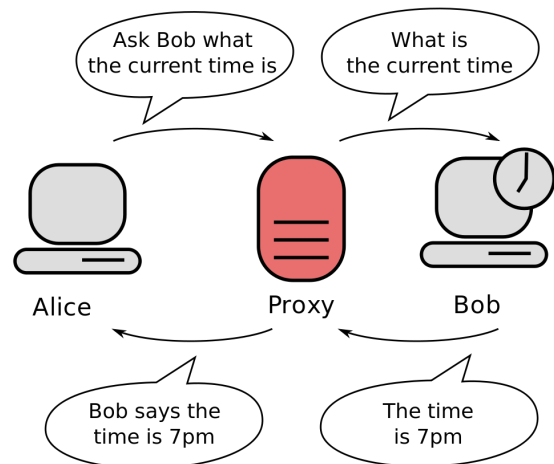 Ask Bob what
the current time is
What is
the current time
Alice
Proxy
Bob
Bob says the
time is 7pm
The time
is 7pm